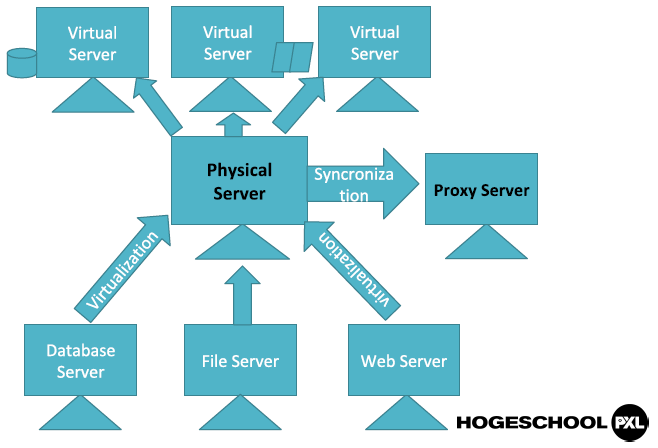 Virtual
Server
Virtual
Server
Virtual
Server
Physical
Server
Syncroniza
tion
Proxy Server
Virtualization
virtualization
Database
Server
File Server
Web Server
HOGESCHOOL PXL